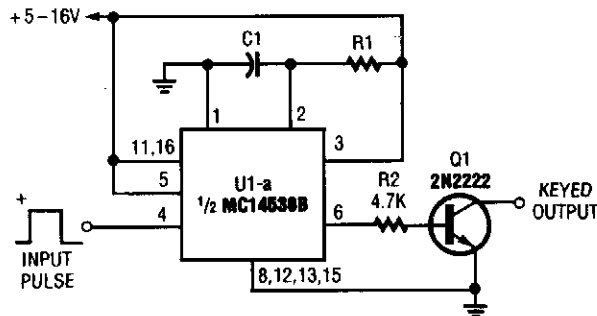 +5-16V
C1
R1
1
2
11,16
3
5
U1-a
1/2 MC14538B
4
6
R2
4.7K
Q1
2N2222
KEYED
OUTPUT
+
INPUT
PULSE
8,12,13,15